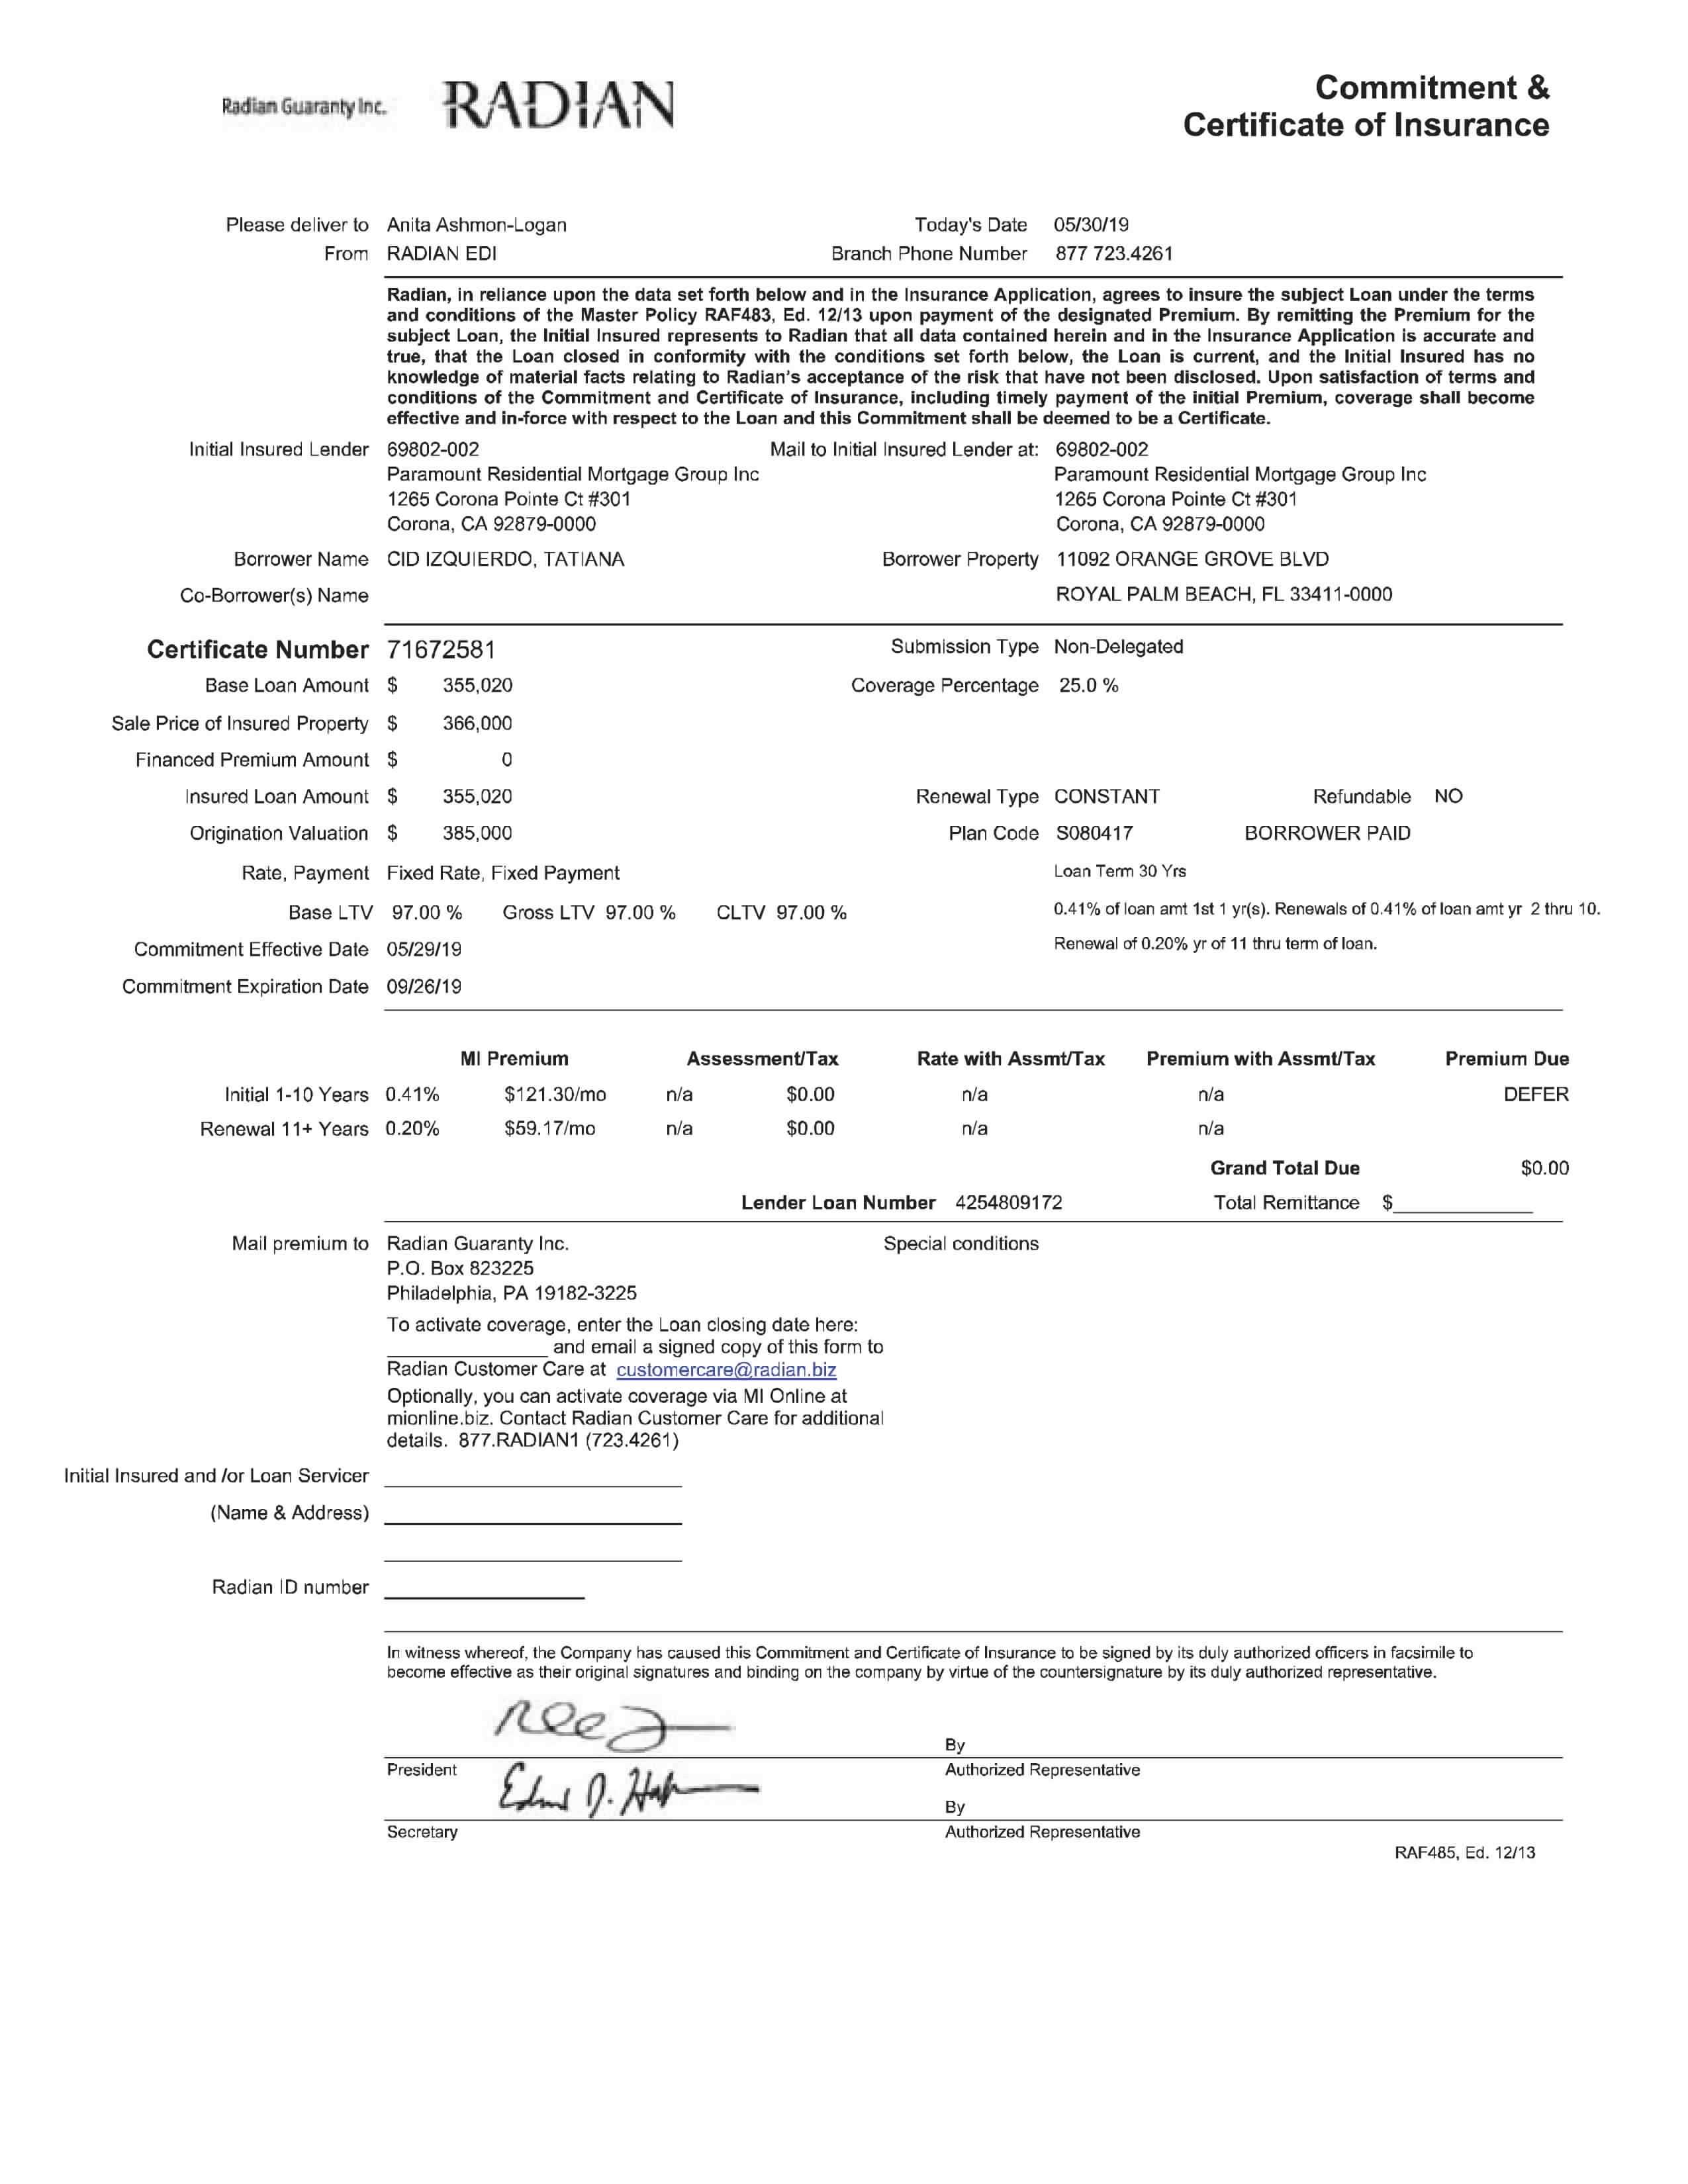 Radian Guaranty Inc. RADIAN
Commitment &
Certificate of Insurance
Please deliver to Anita Ashmon-Logan Today's Date 05/30/19
From RADIAN EDI Branch Phone Number 877 723.4261
Radian, in reliance upon the data set forth below and in the Insurance Application, agrees to insure the subject Loan under the terms
and conditions of the Master Policy RAF483, Ed. 12/13 upon payment of the designated Premium. By remitting the Premium for the
subject Loan, the Initial Insured represents to Radian that all data contained herein and in the Insurance Application is accurate and
true, that the Loan closed in conformity with the conditions set forth below, the Loan is current, and the Initial Insured has no
knowledge of material facts relating to Radian's acceptance of the risk that have not been disclosed. Upon satisfaction of terms and
conditions of the Commitment and Certificate of Insurance, including timely payment of the initial Premium, coverage shall become
effective and in-force with respect to the Loan and this Commitment shall be deemed to be a Certificate.
Initial Insured Lender 69802-002 Mail to Initial Insured Lender at: 69802-002
Paramount Residential Mortgage Group Inc Paramount Residential Mortgage Group Inc
1265 Corona Pointe Ct #301 1265 Corona Pointe Ct #301
Corona, CA 92879-0000 Corona, CA 92879-0000
Borrower Name CID IZQUIERDO, TATIANA Borrower Property 11092 ORANGE GROVE BLVD
Co-Borrower(s) Name ROYAL PALM BEACH, FL 33411-0000
Certificate Number 71672581 Submission Type Non-Delegated
Base Loan Amount $ 355,020 Coverage Percentage 25.0 %
Sale Price of Insured Property $ 366,000
Financed Premium Amount $ 0
Insured Loan Amount $ 355,020 Renewal Type CONSTANT Refundable NO
Origination Valuation $ 385,000 Plan Code S080417 BORROWER PAID
Rate, Payment Fixed Rate, Fixed Payment Loan Term 30 Yrs
Base LTV 97.00 % Gross LTV 97.00 % CLTV 97.00 % 0.41% of loan amt 1st 1 yr(s). Renewals of 0.41% of loan amt yr 2 thru 10.
Commitment Effective Date 05/29/19 Renewal of 0.20% yr of 11 thru term of loan.
Commitment Expiration Date 09/26/19
MI Premium Assessment/Tax Rate with Assmt/Tax Premium with Assmt/Tax Premium Due
Initial 1-10 Years 0.41% $121.30/mo n/a $0.00 n/a n/a DEFER
Renewal 11+ Years 0.20% $59.17/mo n/a $0.00 n/a n/a
Grand Total Due $0.00
Lender Loan Number 4254809172 Total Remittance $
Mail premium to Radian Guaranty Inc. Special conditions
P.O. Box 823225
Philadelphia, PA 19182-3225
To activate coverage, enter the Loan closing date here:
and email a signed copy of this form to
Radian Customer Care at customercare@radian.biz
Optionally, you can activate coverage via MI Online at
mionline.biz. Contact Radian Customer Care for additional
details. 877.RADIAN1 (723.4261)
Initial Insured and /or Loan Servicer
(Name & Address)
Radian ID number
In witness whereof, the Company has caused this Commitment and Certificate of Insurance to be signed by its duly authorized officers in facsimile to
become effective as their original signatures and binding on the company by virtue of the countersignature by its duly authorized representative.
By
President Authorized Representative
By
Secretary Authorized Representative
RAF485, Ed. 12/13